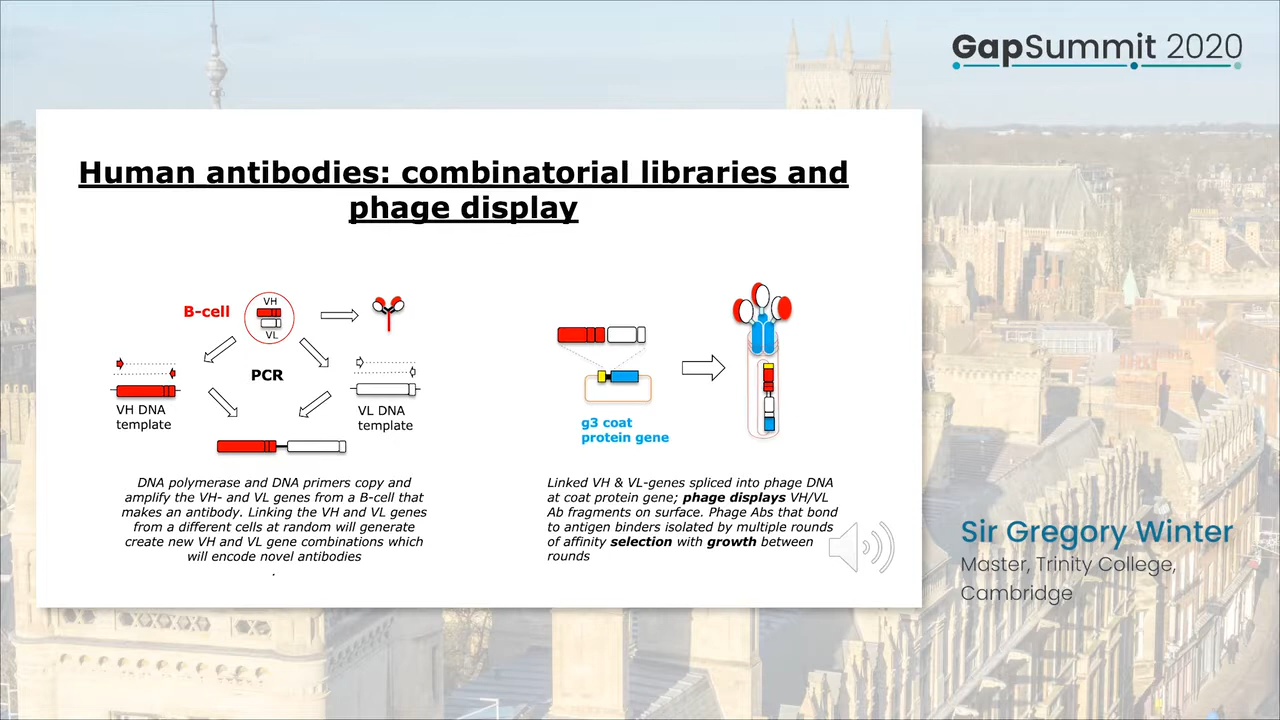 GapSummit 2020
Human antibodies: combinatorial libraries and
phage display
B-cell
VH
VL
PCR
VH DNA
template
VL DNA
template
DNA polymerase and DNA primers copy and
amplify the VH- and VL genes from a B-cell that
makes an antibody. Linking the VH and VL genes
from a different cells at random will generate
create new VH and VL gene combinations which
will encode novel antibodies
.
g3 coat
protein gene
Linked VH & VL-genes spliced into phage DNA
at coat protein gene; phage displays VH/VL
Ab fragments on surface. Phage Abs that bond
to antigen binders isolated by multiple rounds
of affinity selection with growth between
rounds
Sir Gregory Winter
Master, Trinity College,
Cambridge